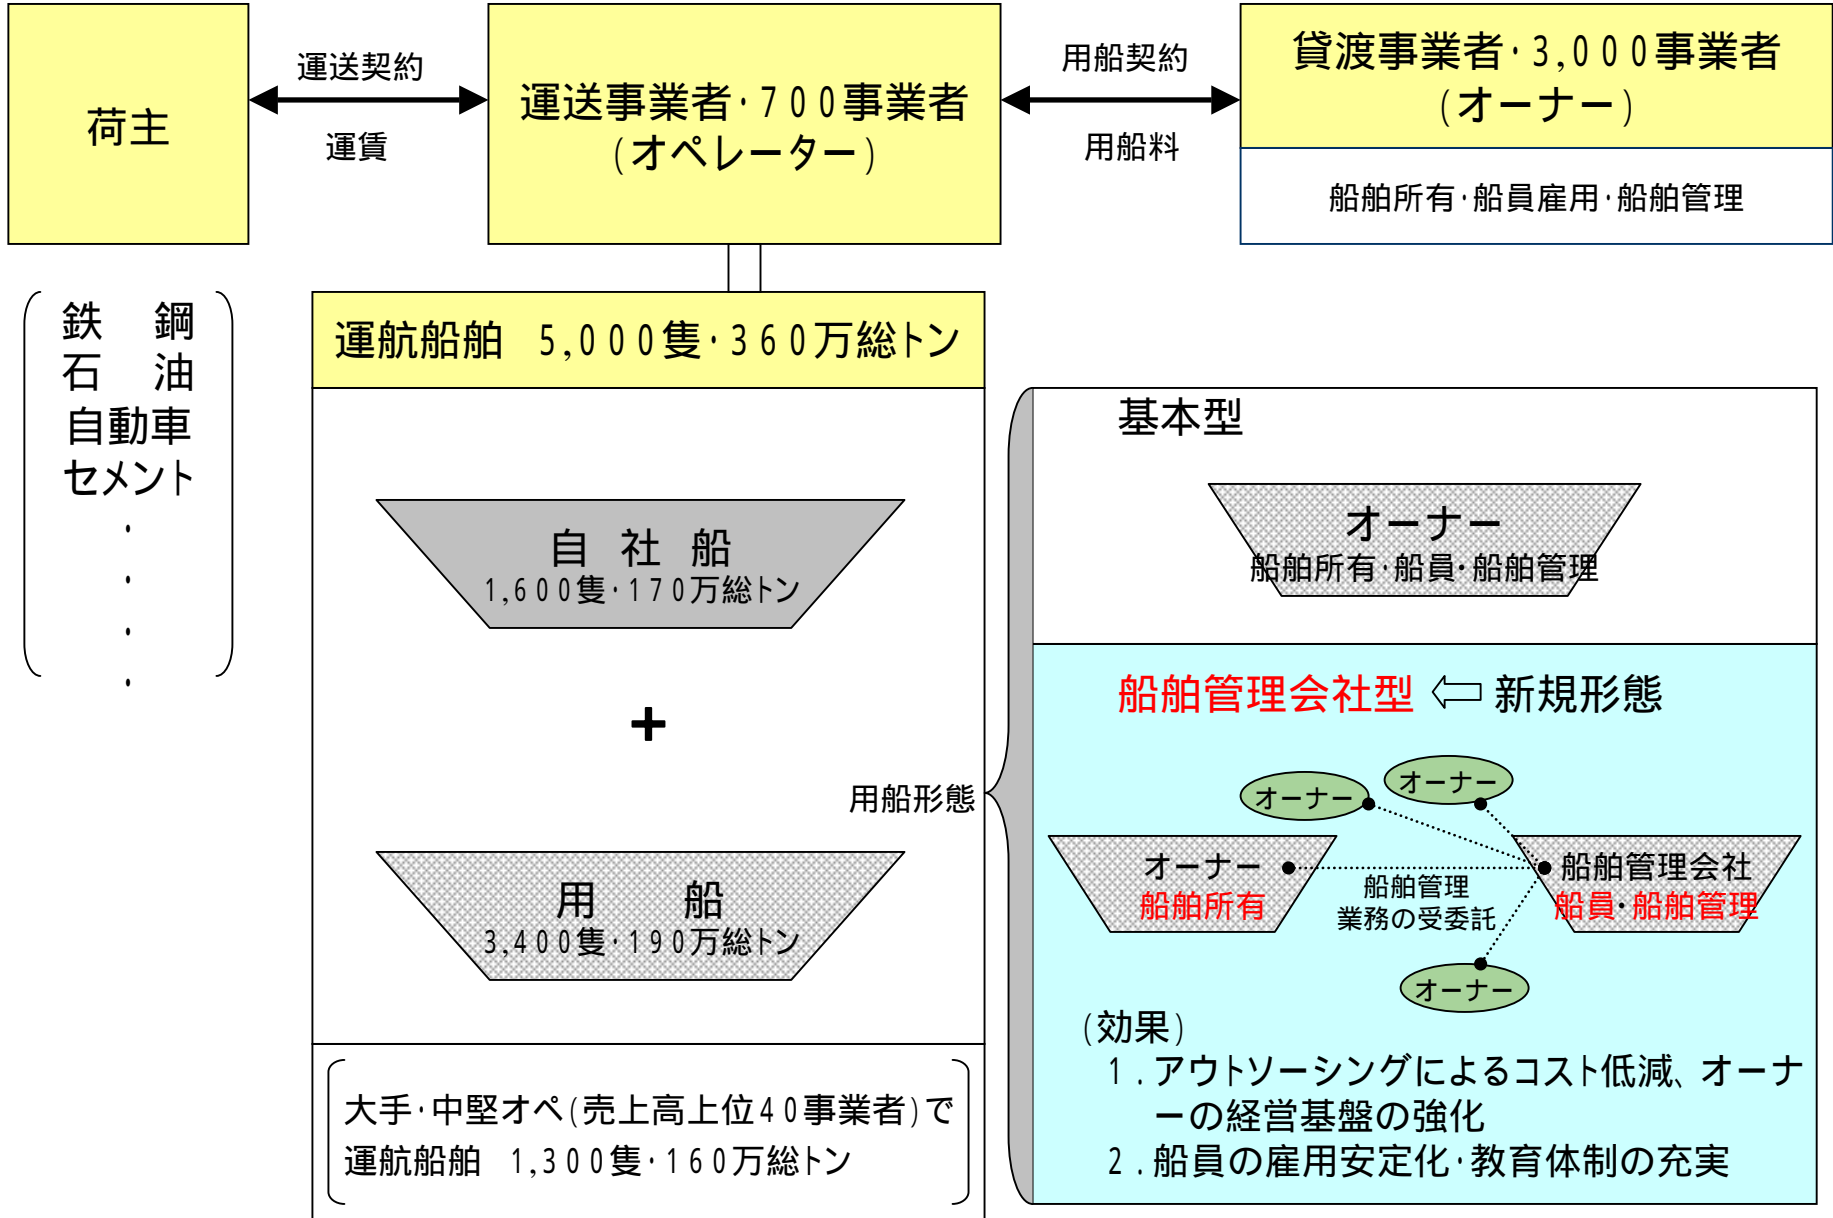 荷主
運送契約
運賃
運送事業者・700事業者
(オペレーター)
用船契約
用船料
貸渡事業者・3,000事業者
(オーナー)
船舶所有・船員雇用・船舶管理
鉄　鋼
石　油
自動車
セメント
・
・
・
・
運航船舶　5,000隻・360万総トン
自 社 船
1,600隻・170万総トン
+
用船形態
用　　船
3,400隻・190万総トン
大手・中堅オペ(売上高上位40事業者)で
運航船舶　1,300隻・160万総トン
基本型
オーナー
船舶所有・船員・船舶管理
船舶管理会社型 ⇦ 新規形態
オーナー
オーナー
オーナー
船舶所有
船舶管理
業務の受委託
船舶管理会社
船員・船舶管理
オーナー
(効果)
1.アウトソーシングによるコスト低減、オーナ
ーの経営基盤の強化
2.船員の雇用安定化・教育体制の充実